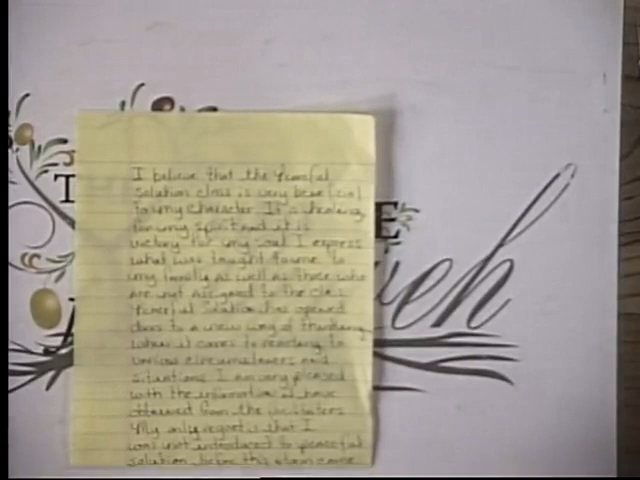 T
E
veh
I believe that the Peaceful
Solution class is very beneficial
to my character. It is healing
for my spirit and it is
victory for my soul I express
what was taught to me to
my family as well as those who
are not assigned to the class
Peaceful Solution has opened
doors to a new way of thinking
when it comes to reacting to
various circumstances and
situations I am very pleased
with the information I have
obtained from the facilitators
My only regret is that I
was not introduced to peaceful
solution before this